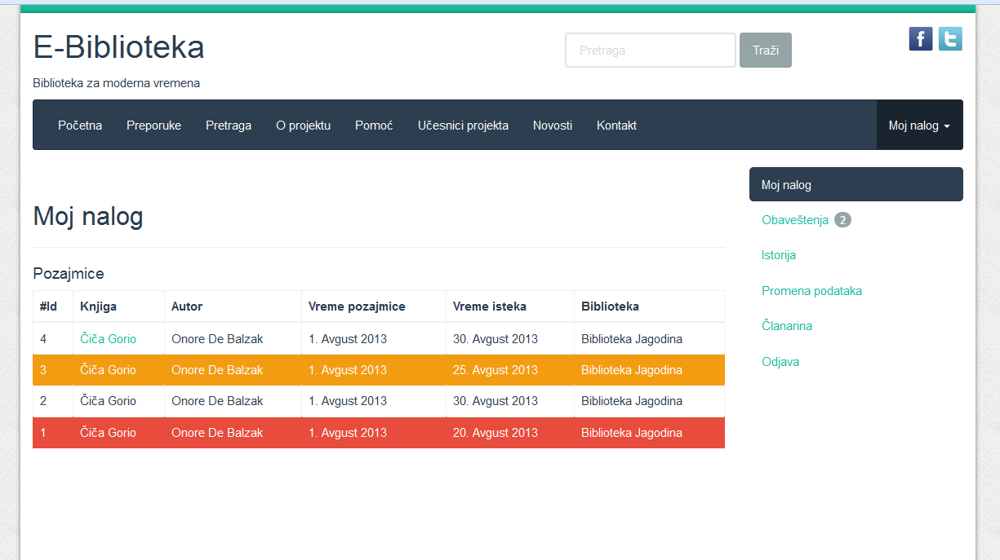 E-Biblioteka
Biblioteka za moderna vremena
Pretraga Traži
f t
Početna Preporuke Pretraga O projektu Pomoć Učesnici projekta Novosti Kontakt Moj nalog
Moj nalog
Pozajmice
#Id Knjiga Autor Vreme pozajmice Vreme isteka Biblioteka
4 Čiča Gorio Onore De Balzak 1. Avgust 2013 30. Avgust 2013 Biblioteka Jagodina
3 Čiča Gorio Onore De Balzak 1. Avgust 2013 25. Avgust 2013 Biblioteka Jagodina
2 Čiča Gorio Onore De Balzak 1. Avgust 2013 30. Avgust 2013 Biblioteka Jagodina
1 Čiča Gorio Onore De Balzak 1. Avgust 2013 20. Avgust 2013 Biblioteka Jagodina
Moj nalog
Obaveštenja 2
Istorija
Promena podataka
Članarina
Odjava